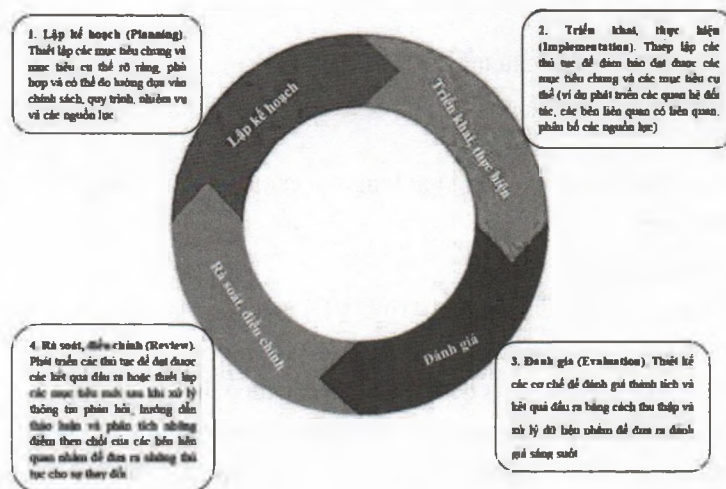 1. Lập kế hoạch (Planning).
Thiết lập các mục tiêu chung và
mục tiêu cụ thể rõ ràng, phù
hợp và có thể đo lường dựa vào
chính sách, quy trình, nhiệm vụ
và các nguồn lực
2. Triển khai, thực hiện
(Implementation). Thiep lập các
thủ tục để đảm bảo đạt được các
mục tiêu chung và các mục tiêu cụ
thể (ví dụ phát triển các quan hệ đối
tác, các bên liên quan có liên quan,
phân bổ các nguồn lực)
Lập kế hoạch
Triển khai, thực hiện
Rà soát, điều chỉnh
Đánh giá
4. Rà soát, điều chỉnh (Review).
Phát triển các thủ tục để đạt được
các kết quả đầu ra hoặc thiết lập
các mục tiêu mới sau khi xử lý
thông tin phản hồi, hướng dẫn
thảo luận và phân tích những
điểm then chốt của các bên liên
quan nhằm để đưa ra những thủ
tục cho sự thay đổi
3. Đánh giá (Evaluation). Thiết kế
các cơ chế để đánh giá thành tích và
kết quả đầu ra bằng cách thu thập và
xử lý dữ liệu nhằm để đưa ra đánh
giá sáng suốt